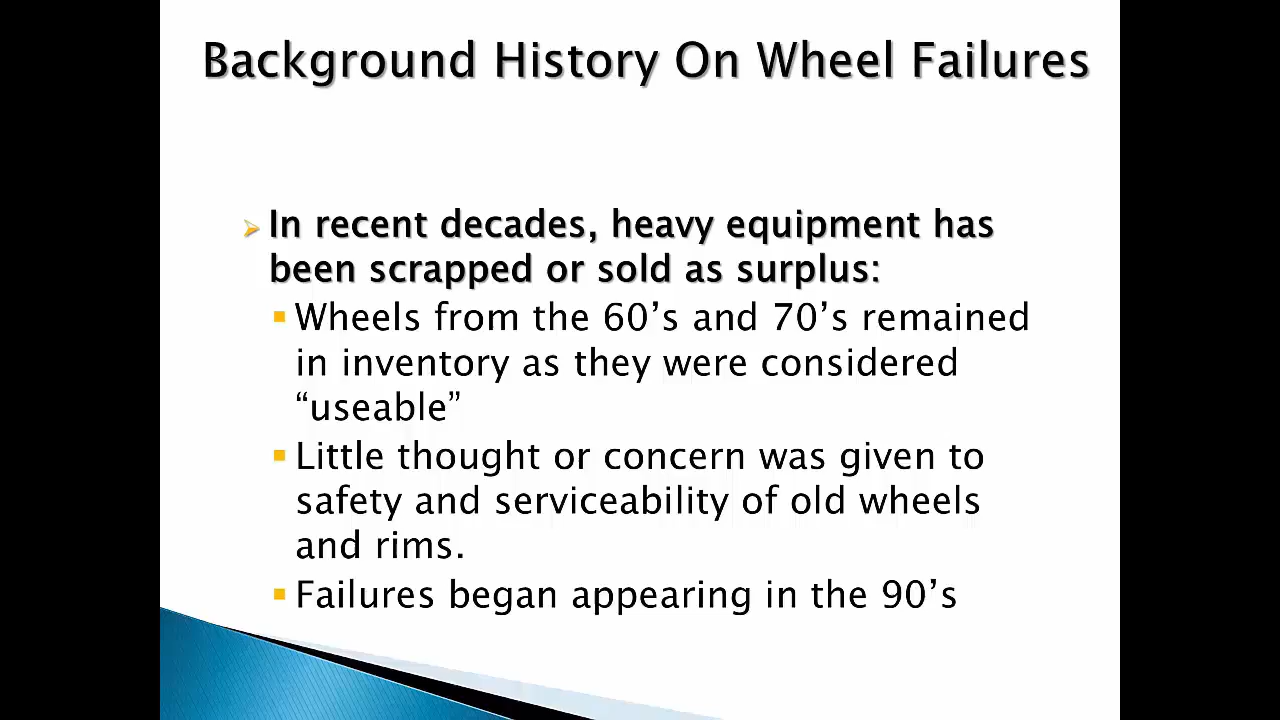 Background History On Wheel Failures
In recent decades, heavy equipment has
been scrapped or sold as surplus:
Wheels from the 60’s and 70’s remained
in inventory as they were considered
“useable”
Little thought or concern was given to
safety and serviceability of old wheels
and rims.
Failures began appearing in the 90’s